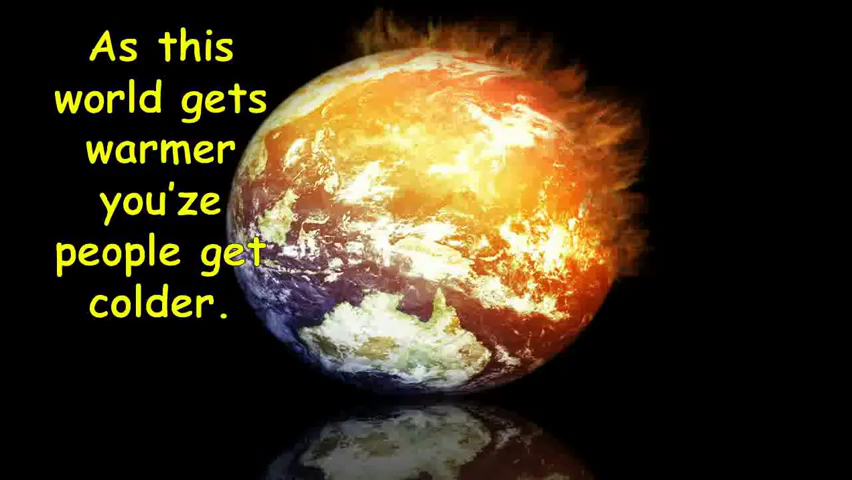 As this
world gets
warmer
you'ze
people get
colder.